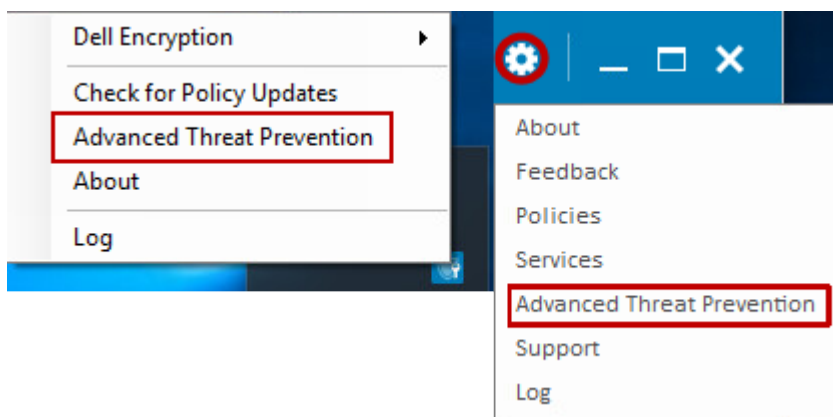 Dell Encryption
Check for Policy Updates
Advanced Threat Prevention
About
Log
About
Feedback
Policies
Services
Advanced Threat Prevention
Support
Log